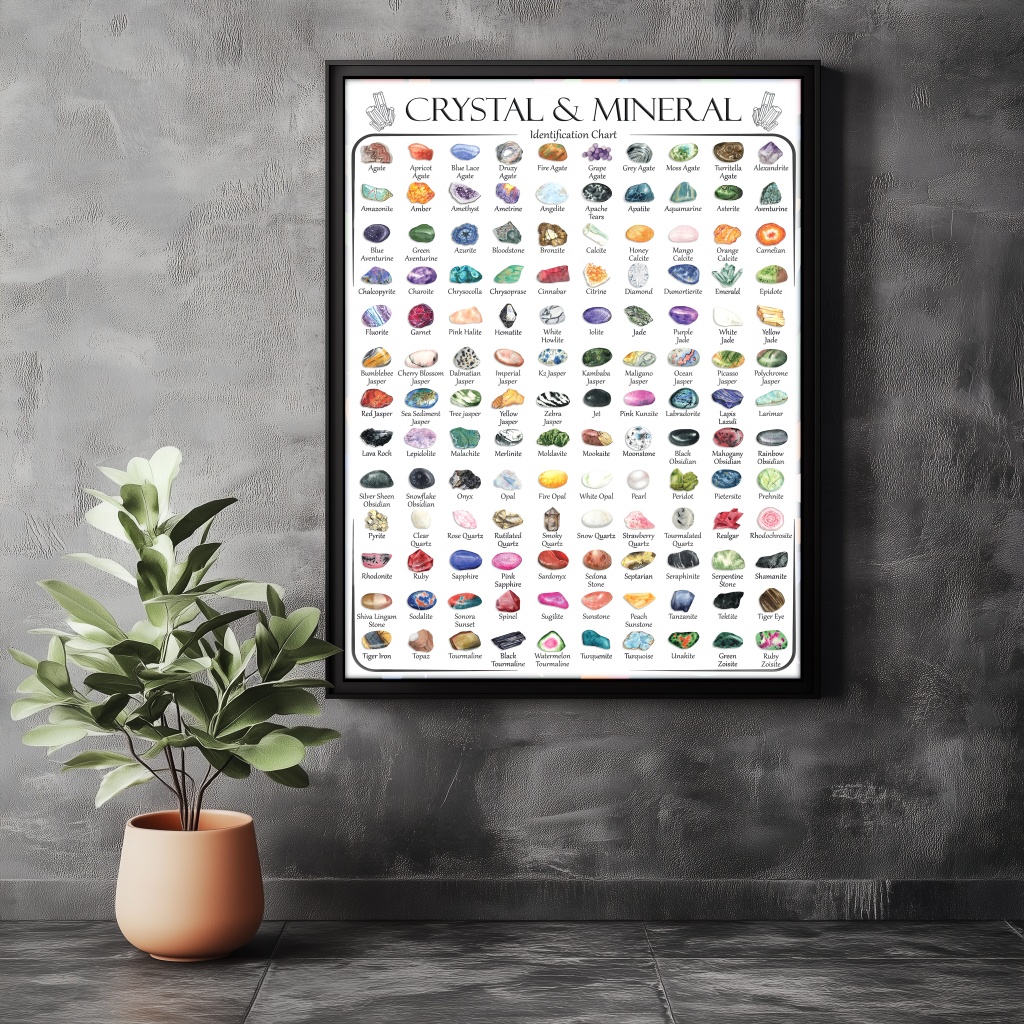 CRYSTAL & MINERAL
Identification Chart
Agate
Apricot
Agate
Blue Lace
Agate
Druzy
Agate
Fire Agate
Grape
Agate
Grey Agate
Moss Agate
Turritella
Agate
Alexandrite
Amazonite
Amber
Amethyst
Ametrine
Angelite
Apache
Tears
Apatite
Aquamarine
Asterite
Aventurine
Blue
Aventurine
Green
Aventurine
Azurite
Bloodstone
Bronzite
Calcite
Honey
Calcite
Mango
Calcite
Orange
Calcite
Carnelian
Chalcopyrite
Charoite
Chrysocolla
Chrysoprase
Cinnabar
Citrine
Diamond
Dumortierite
Emerald
Epidote
Fluorite
Garnet
Pink Halite
Hematite
White
Howlite
Iolite
Jade
Purple
Jade
White
Jade
Yellow
Jade
Bumblebee
Jasper
Cherry Blossom
Jasper
Dalmatian
Jasper
Imperial
Jasper
K2 Jasper
Kambaba
Jasper
Maligano
Jasper
Ocean
Jasper
Picasso
Jasper
Polychrome
Jasper
Red Jasper
Sea Sediment
Jasper
Tree Jasper
Yellow
Jasper
Zebra
Jasper
Jet
Pink Kunzite
Labradorite
Lapis
Lazuli
Larimar
Lava Rock
Lepidolite
Malachite
Merlinite
Moldavite
Mookaite
Moonstone
Black
Obsidian
Mahogany
Obsidian
Rainbow
Obsidian
Silver Sheen
Obsidian
Snowflake
Obsidian
Onyx
Opal
Fire Opal
White Opal
Pearl
Peridot
Pietersite
Prehnite
Pyrite
Clear
Quartz
Rose Quartz
Rutilated
Quartz
Smoky
Quartz
Snow Quartz
Strawberry
Quartz
Tourmalated
Quartz
Realgar
Rhodochrosite
Rhodonite
Ruby
Sapphire
Pink
Sapphire
Sardonyx
Sedona
Stone
Septarian
Seraphinite
Serpentine
Stone
Shamanite
Shiva Lingam
Stone
Sodalite
Sonora
Sunset
Spinel
Sugilite
Sunstone
Peach
Sunstone
Tanzanite
Tektite
Tiger Eye
Tiger Iron
Topaz
Tourmaline
Black
Tourmaline
Watermelon
Tourmaline
Turquenite
Turquoise
Unakite
Green
Zoisite
Ruby
Zoisite